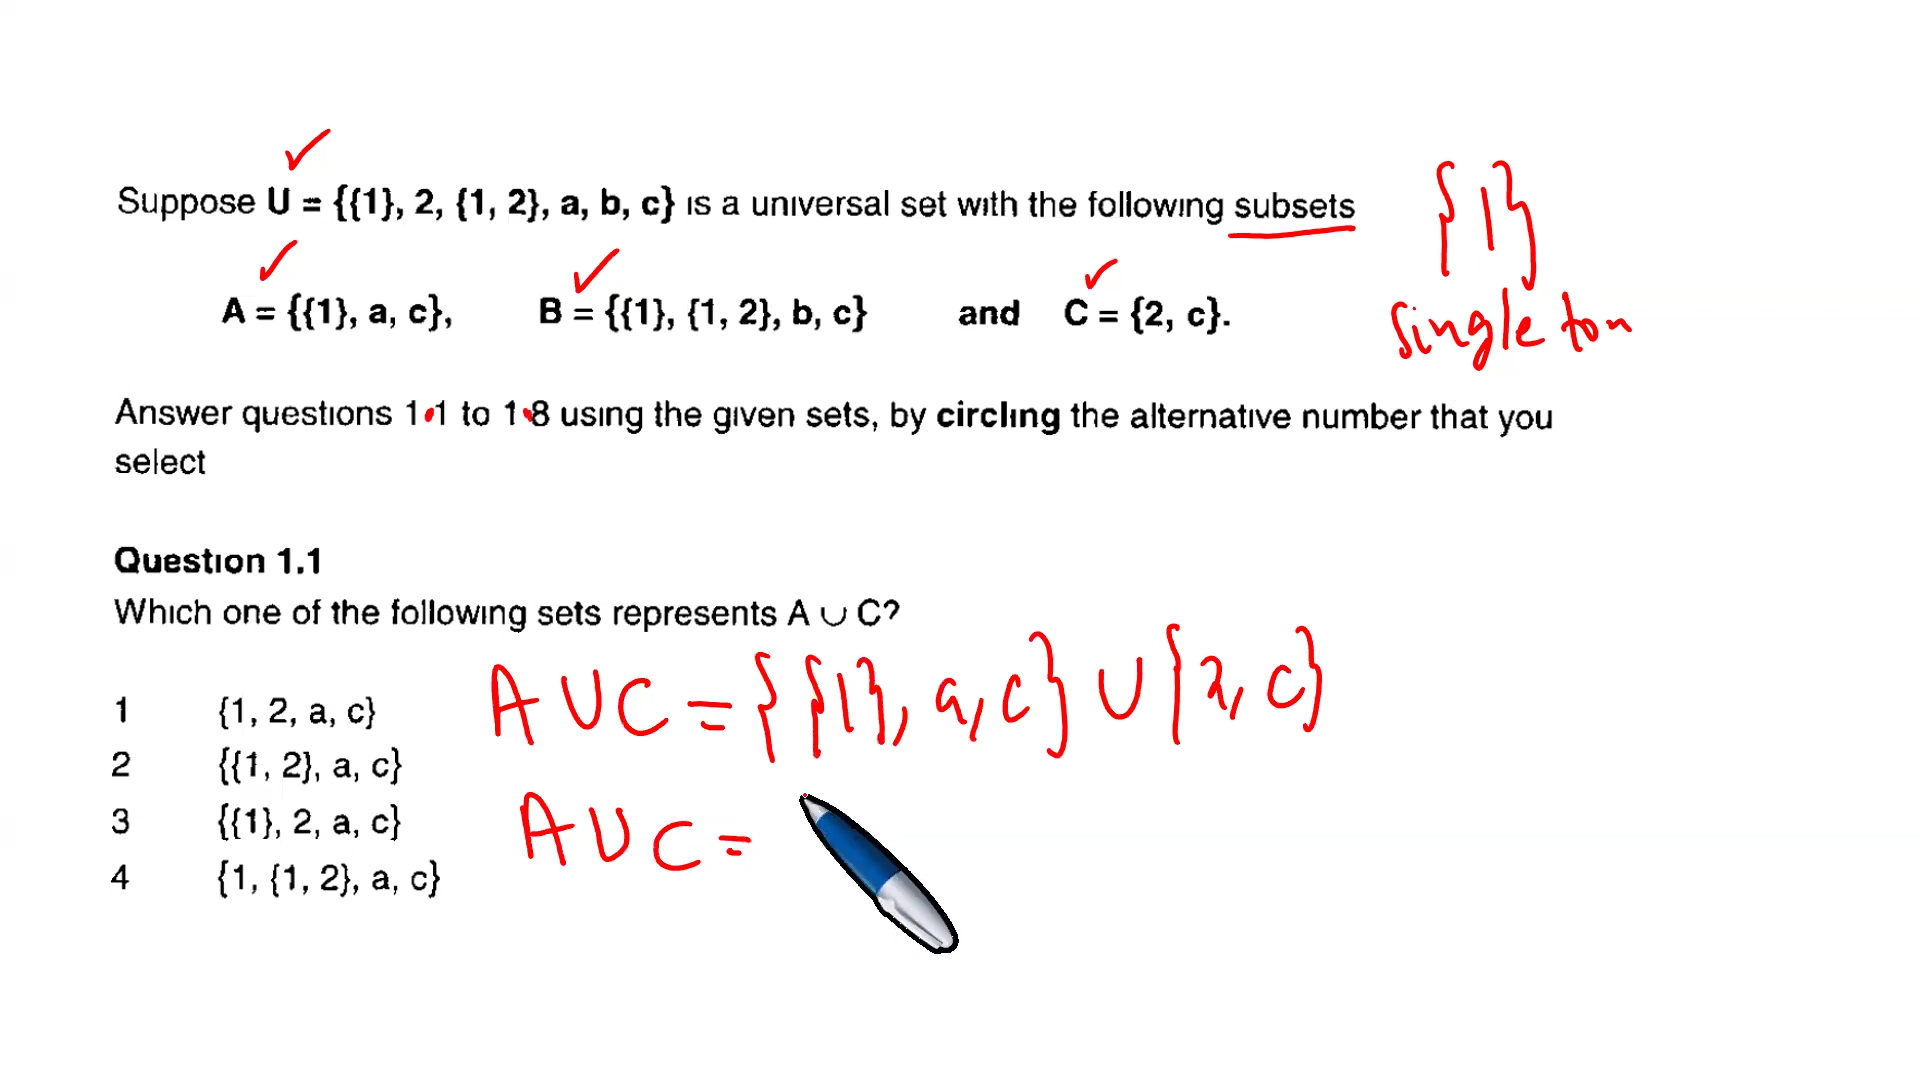 Suppose U = {{1}, 2, {1, 2}, a, b, c} is a universal set with the following subsets
{1}
A = {{1}, a, c}, B = {{1}, {1, 2}, b, c} and C = {2, c}.
singleton
Answer questions 1.1 to 1.8 using the given sets, by circling the alternative number that you
select
Question 1.1
Which one of the following sets represents A ∪ C?
A ∪ C = {{1}, a, c} ∪ {2, c}
1 {1, 2, a, c}
2 {{1, 2}, a, c}
3 {{1}, 2, a, c}
A ∪ C =
4 {1, {1, 2}, a, c}